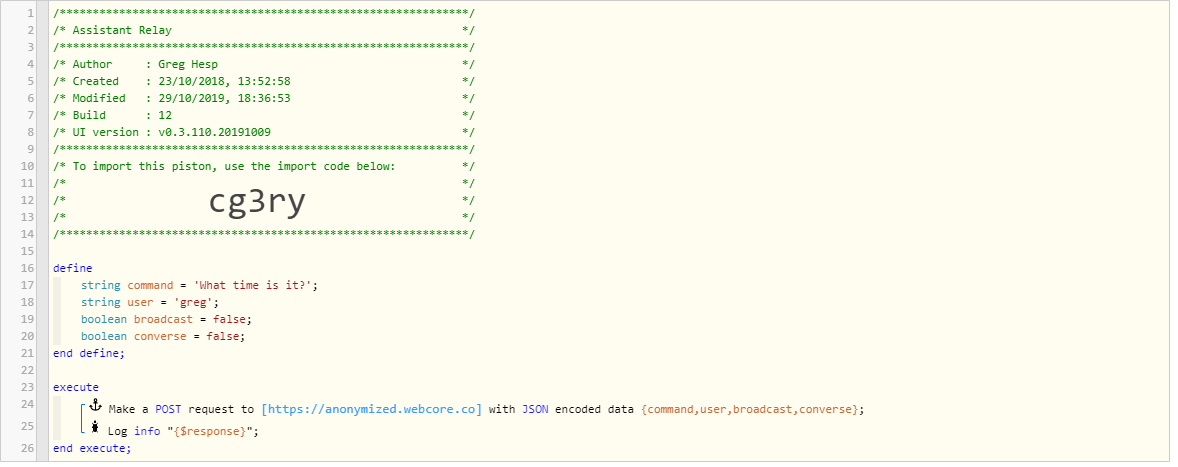 1 /**************************************************************/
2 /* Assistant Relay */
3 /**************************************************************/
4 /* Author : Greg Hesp */
5 /* Created : 23/10/2018, 13:52:58 */
6 /* Modified : 29/10/2019, 18:36:53 */
7 /* Build : 12 */
8 /* UI version : v0.3.110.20191009 */
9 /**************************************************************/
10 /* To import this piston, use the import code below: */
11 /* */
12 /* cg3ry */
13 /* */
14 /**************************************************************/
15
16 define
17 string command = 'What time is it?';
18 string user = 'greg';
19 boolean broadcast = false;
20 boolean converse = false;
21 end define;
22
23 execute
24 Make a POST request to [https://anonymized.webcore.co] with JSON encoded data {command,user,broadcast,converse};
25 Log info "{$response}";
26 end execute;